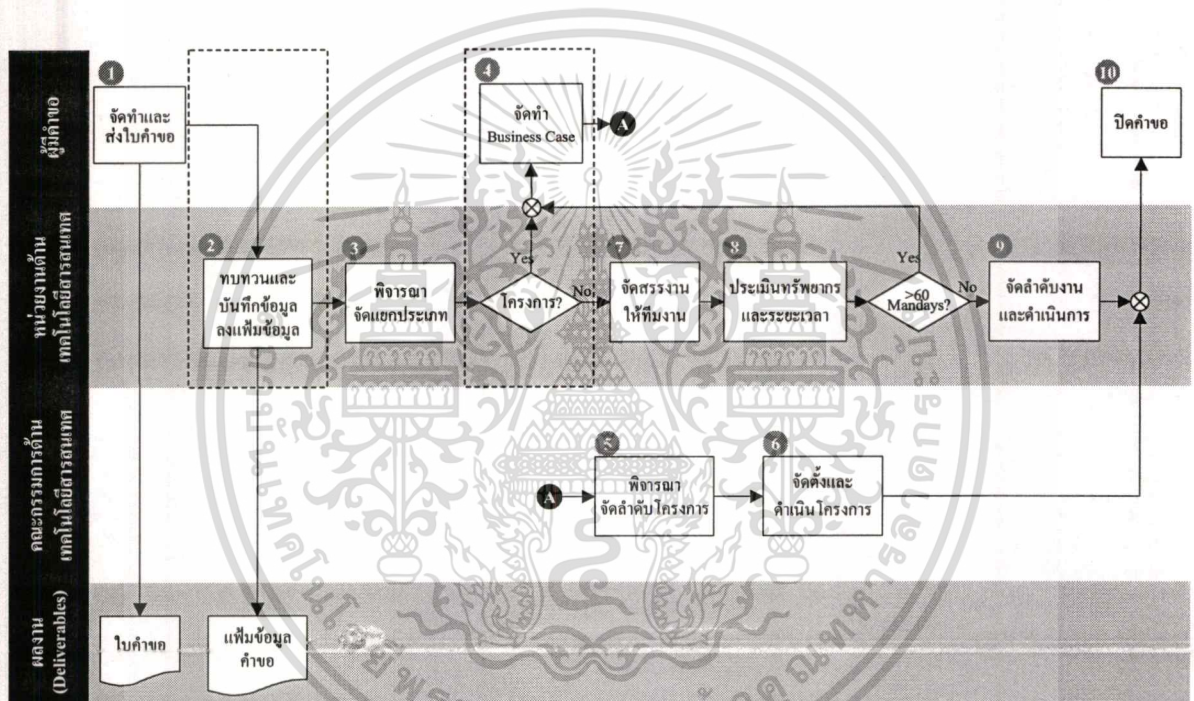 ผู้มีคำขอ
1
จัดทำและ
ส่งใบคำขอ
4
จัดทำ
Business Case
A
10
ปิดคำขอ
หน่วยงานด้าน
เทคโนโลยีสารสนเทศ
2
ทบทวนและ
บันทึกข้อมูล
ลงแฟ้มข้อมูล
3
พิจารณา
จัดแยกประเภท
Yes
โครงการ?
No
7
จัดสรรงาน
ให้ทีมงาน
8
ประเมินทรัพยากร
และระยะเวลา
Yes
>60
Mandays?
No
9
จัดลำดับงาน
และดำเนินการ
คณะกรรมการด้าน
เทคโนโลยีสารสนเทศ
A
5
พิจารณา
จัดลำดับโครงการ
6
จัดตั้งและ
ดำเนินโครงการ
ผลงาน
(Deliverables)
ใบคำขอ
แฟ้มข้อมูล
คำขอ